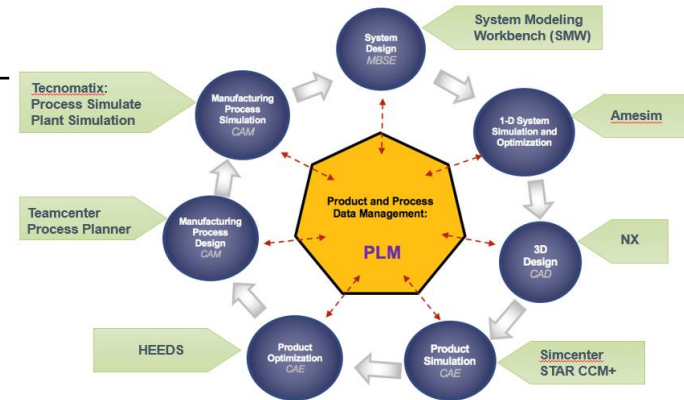 System Modeling
Workbench (SMW)
System
Design
MBSE
Tecnomatix:
Process Simulate
Plant Simulation
Manufacturing
Process
Simulation
CAM
1-D System
Simulation and
Optimization
Amesim
Product and Process
Data Management:
PLM
Teamcenter
Process Planner
Manufacturing
Process
Design
CAM
3D
Design
CAD
NX
HEEDS
Product
Optimization
CAE
Product
Simulation
CAE
Simcenter
STAR CCM+